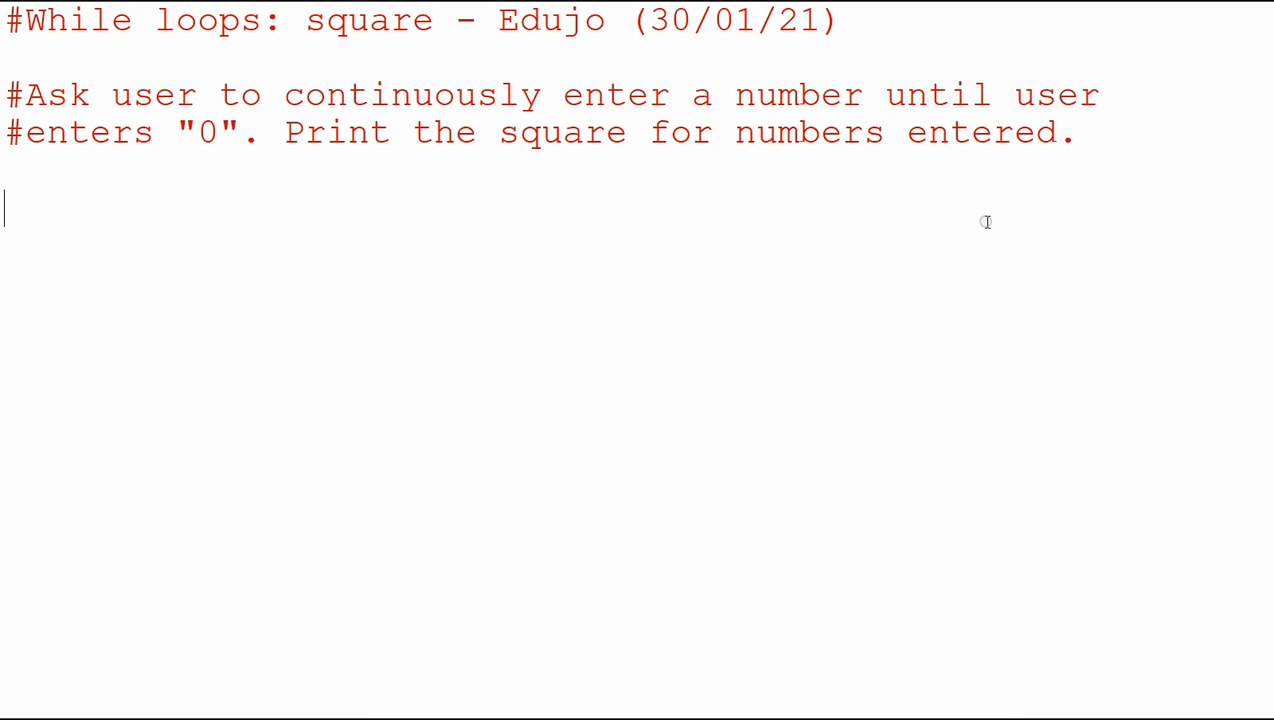 #While loops: square - Edujo (30/01/21)
#Ask user to continuously enter a number until user
#enters "0". Print the square for numbers entered.